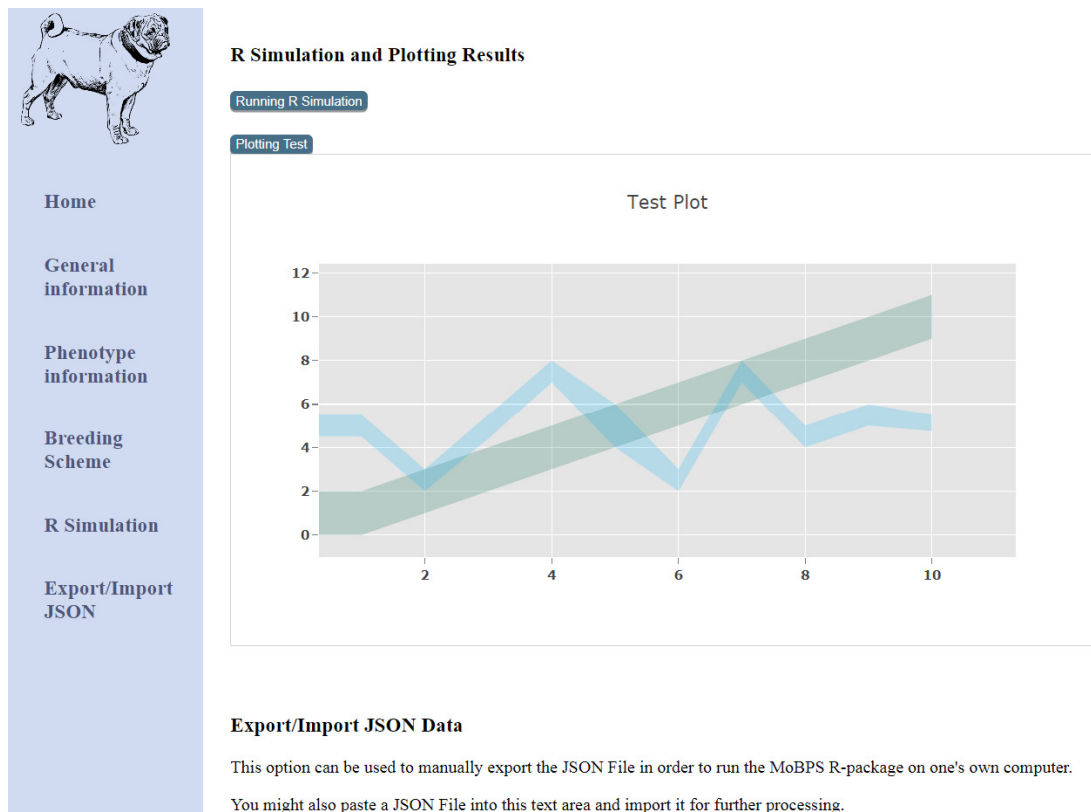 R Simulation and Plotting Results
Running R Simulation
Plotting Test
Home
General
information
Phenotype
information
Breeding
Scheme
R Simulation
Export/Import
JSON
Test Plot
12
10
8
6
4
2
0
2 4 6 8 10
Export/Import JSON Data
This option can be used to manually export the JSON File in order to run the MoBPS R-package on one's own computer.
You might also paste a JSON File into this text area and import it for further processing.